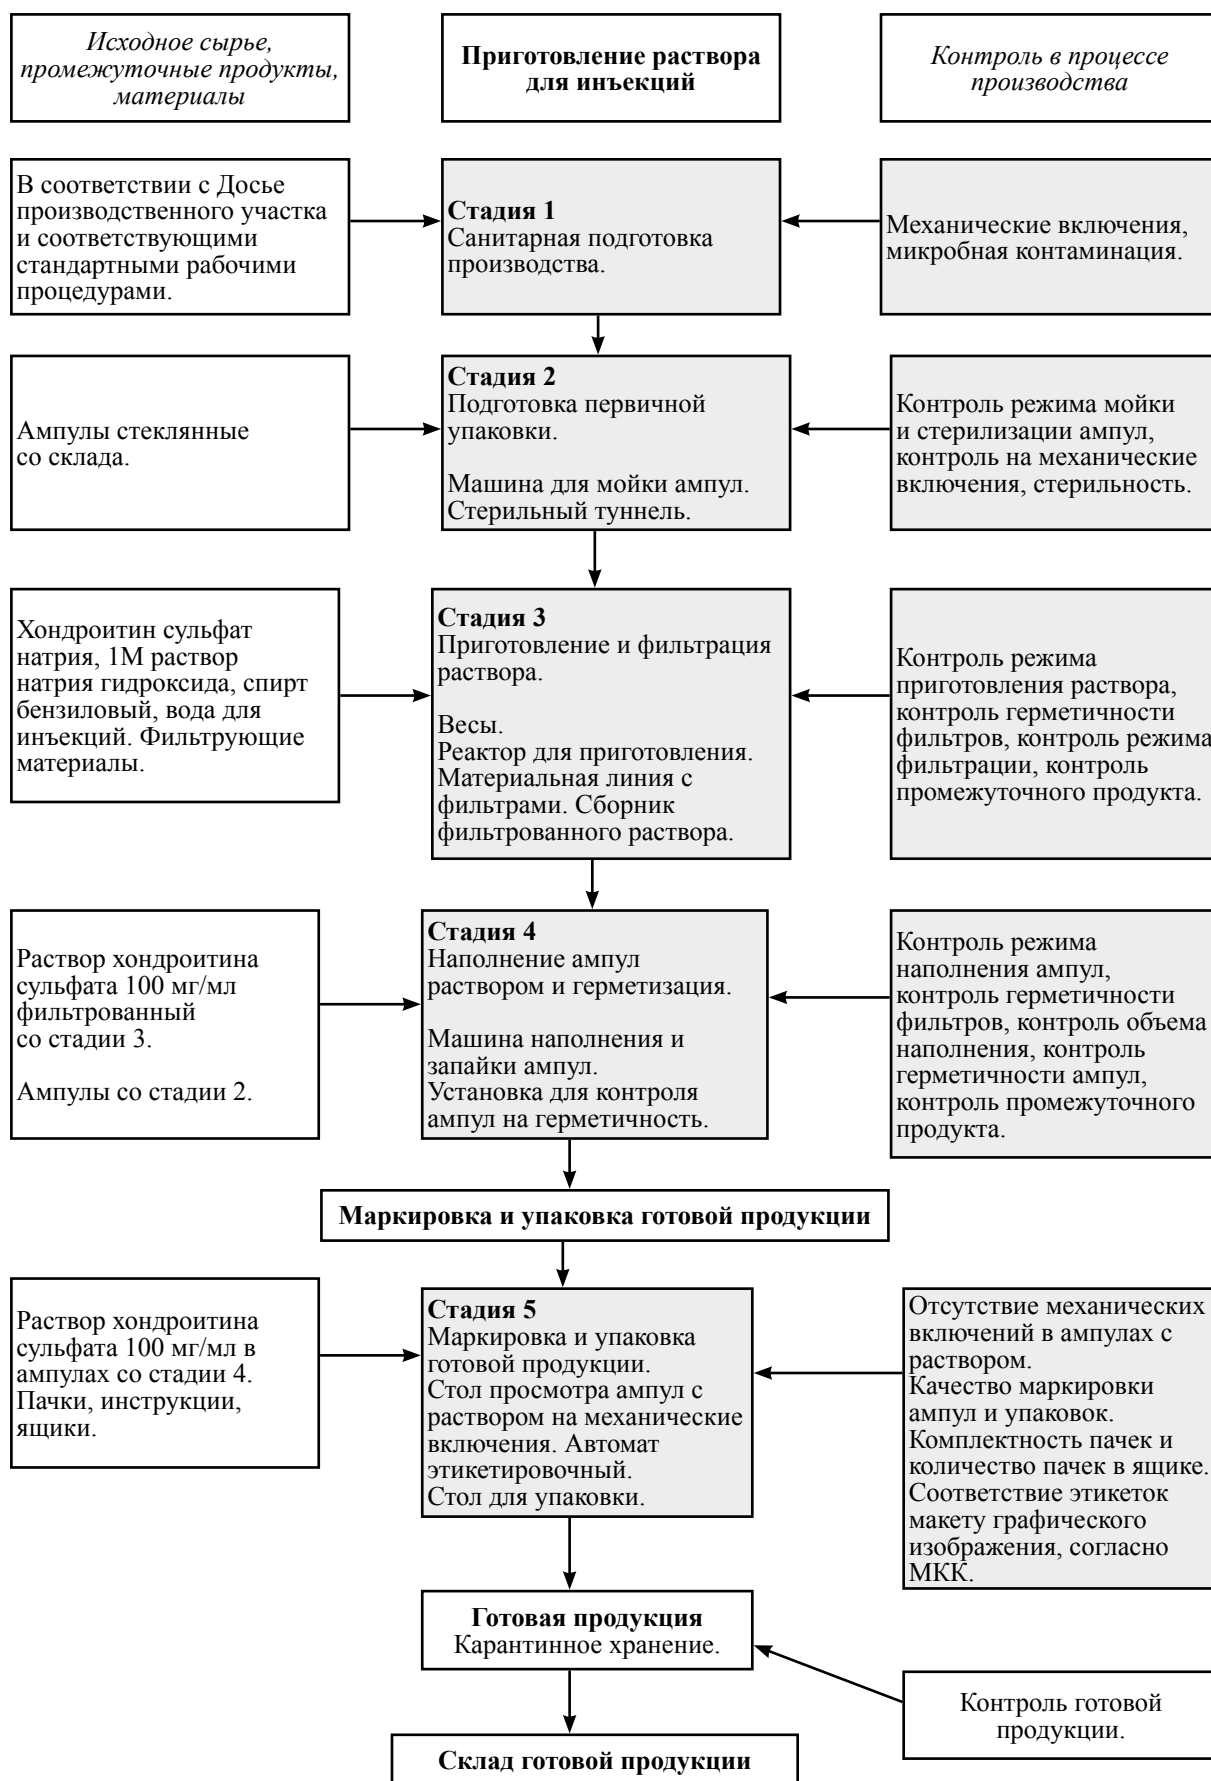 Исходное сырье,
промежуточные продукты,
материалы
Приготовление раствора
для инъекций
Контроль в процессе
производства
В соответствии с Досье
производственного участка
и соответствующими
стандартными рабочими
процедурами.
Стадия 1
Санитарная подготовка
производства.
Механические включения,
микробная контаминация.
Ампулы стеклянные
со склада.
Стадия 2
Подготовка первичной
упаковки.
Машина для мойки ампул.
Стерильный туннель.
Контроль режима мойки
и стерилизации ампул,
контроль на механические
включения, стерильность.
Хондроитин сульфат
натрия, 1М раствор
натрия гидроксида, спирт
бензиловый, вода для
инъекций. Фильтрующие
материалы.
Стадия 3
Приготовление и фильтрация
раствора.
Весы.
Реактор для приготовления.
Материальная линия с
фильтрами. Сборник
фильтрованного раствора.
Контроль режима
приготовления раствора,
контроль герметичности
фильтров, контроль режима
фильтрации, контроль
промежуточного продукта.
Раствор хондроитина
сульфата 100 мг/мл
фильтрованный
со стадии 3.
Ампулы со стадии 2.
Стадия 4
Наполнение ампул
раствором и герметизация.
Машина наполнения и
запайки ампул.
Установка для контроля
ампул на герметичность.
Контроль режима
наполнения ампул,
контроль герметичности
фильтров, контроль объема
наполнения, контроль
герметичности ампул,
контроль промежуточного
продукта.
Маркировка и упаковка готовой продукции
Раствор хондроитина
сульфата 100 мг/мл в
ампулах со стадии 4.
Пачки, инструкции,
ящики.
Стадия 5
Маркировка и упаковка
готовой продукции.
Стол просмотра ампул с
раствором на механические
включения. Автомат
этикетировочный.
Стол для упаковки.
Отсутствие механических
включений в ампулах с
раствором.
Качество маркировки
ампул и упаковок.
Комплектность пачек и
количество пачек в ящике.
Соответствие этикеток
макету графического
изображения, согласно
МКК.
Готовая продукция
Карантинное хранение.
Контроль готовой
продукции.
Склад готовой продукции